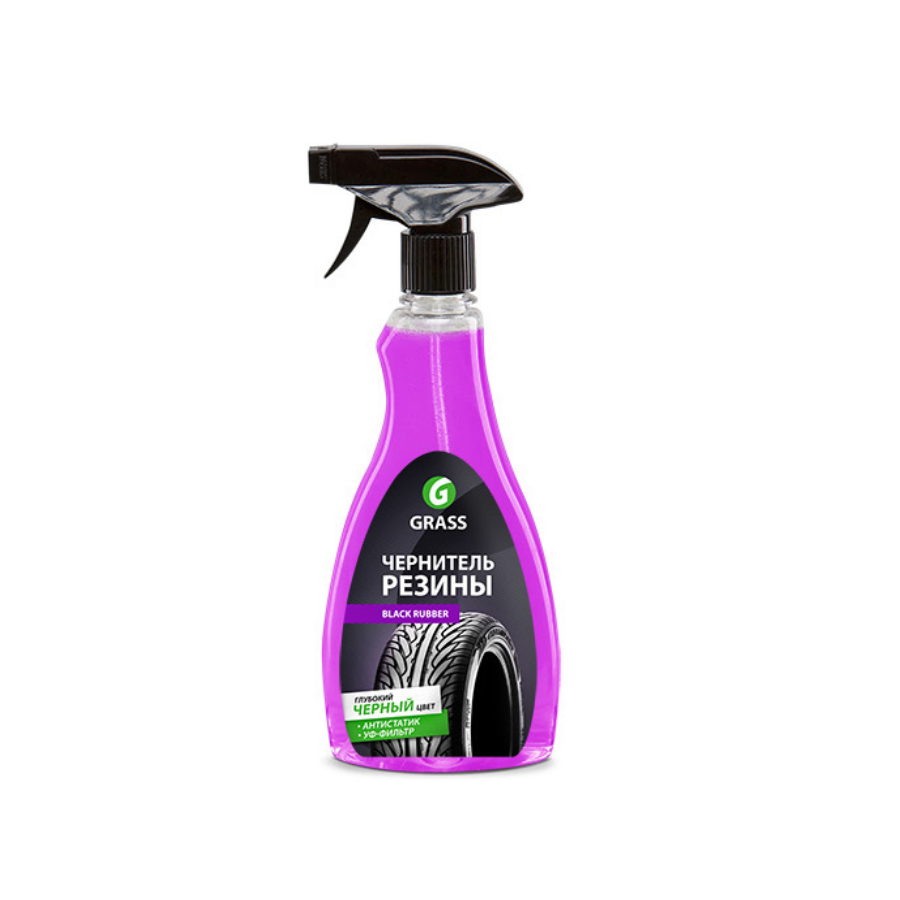 G
GRASS
ЧЕРНИТЕЛЬ
РЕЗИНЫ
BLACK RUBBER
ГЛУБОКИЙ
ЧЕРНЫЙ ЦВЕТ
• АНТИСТАТИК
• УФ-ФИЛЬТР